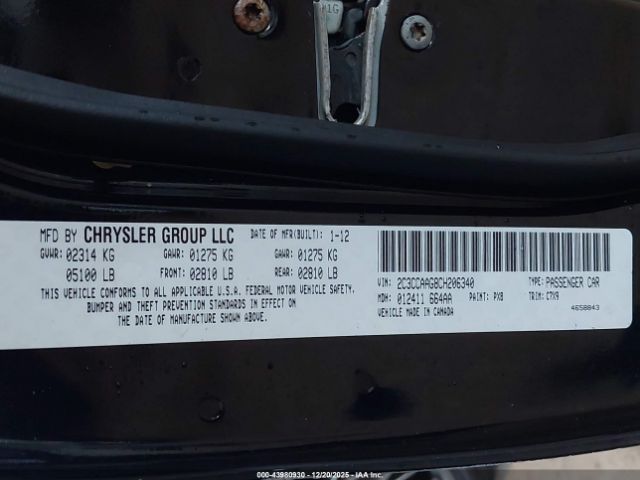 M1G
MFD BY CHRYSLER GROUP LLC DATE OF MFR(BUILT): 1-12
GVWR: 02314 KG GAWR: 01275 KG GAWR: 01275 KG
05100 LB FRONT: 02810 LB REAR: 02810 LB
THIS VEHICLE CONFORMS TO ALL APPLICABLE U.S.A. FEDERAL MOTOR VEHICLE SAFETY,
BUMPER AND THEFT PREVENTION STANDARDS IN EFFECT ON
THE DATE OF MANUFACTURE SHOWN ABOVE.
VIN: 2C3CCAAG8CH206340 TYPE: PASSENGER CAR
MDH: 012411 664AA PAINT: PX8 TRIM: C7X9
VEHICLE MADE IN CANADA 4658843
000-43980930 - 12/20/2025 - IAA Inc.